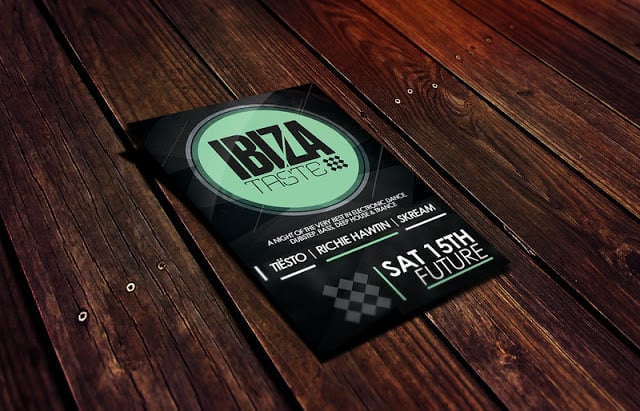 IBIZA
TASTE
A NIGHT OF THE VERY BEST IN ELECTRONIC DANCE,
DUBSTEP, BASS, DEEP HOUSE & TRANCE
TIËSTO | RICHIE HAWTIN | SKREAM
SAT 15TH
FUTURE